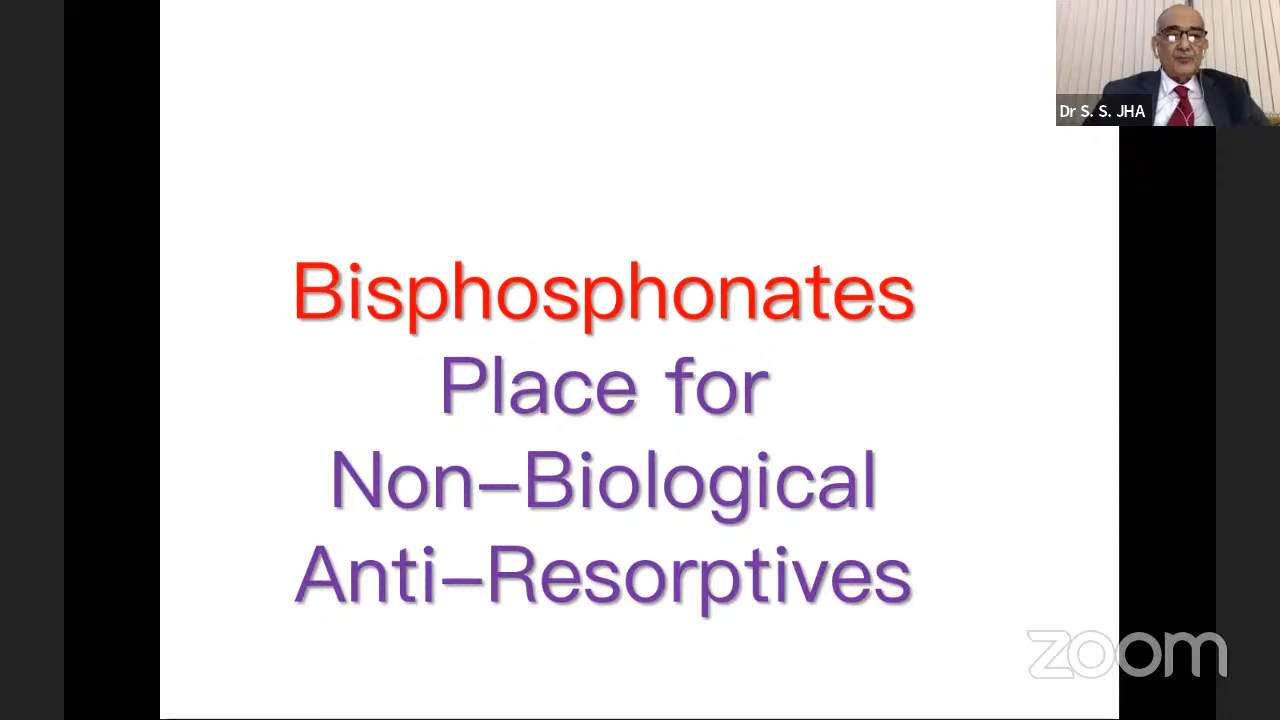 Dr S. S. JHA
Bisphosphonates
Place for
Non-Biological
Anti-Resorptives
zoom